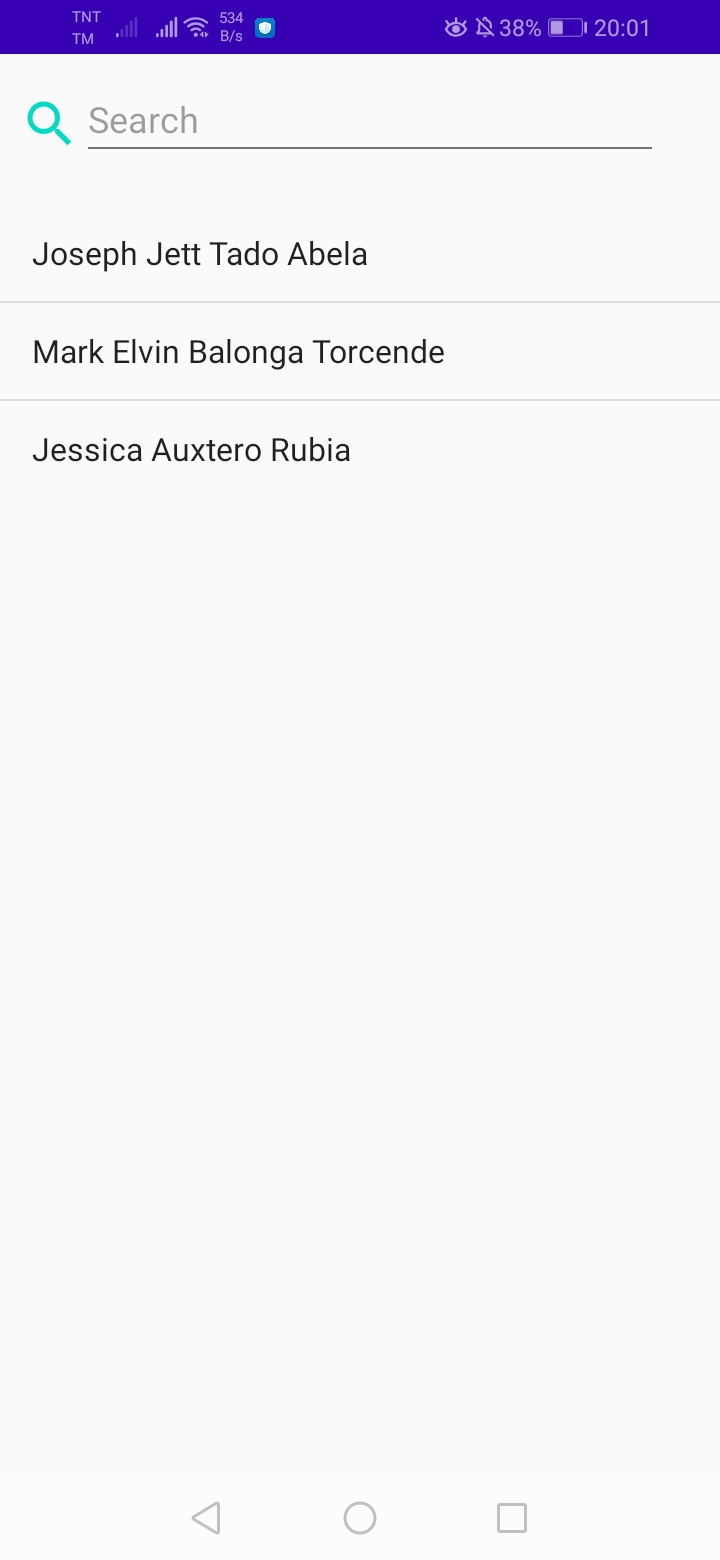 TNT
TM
534
B/s
38%
20:01
Search
Joseph Jett Tado Abela
Mark Elvin Balonga Torcende
Jessica Auxtero Rubia